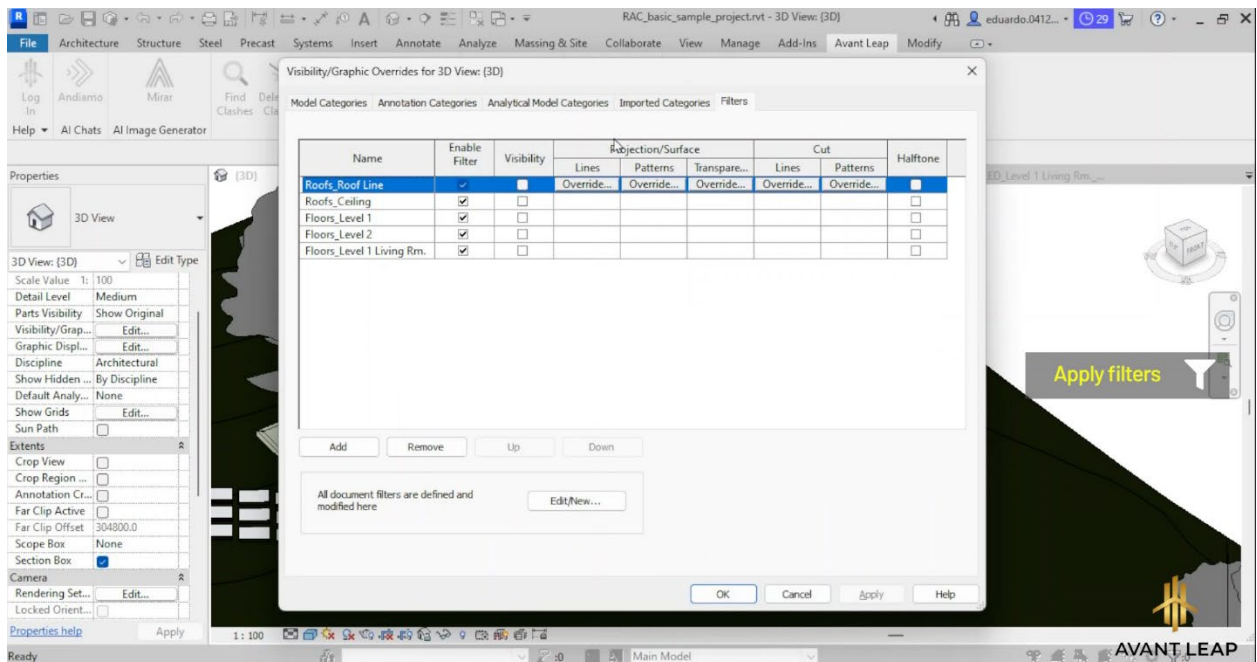 RAC_basic_sample_project.rvt - 3D View: {3D}
eduardo.0412...
29
File Architecture Structure Steel Precast Systems Insert Annotate Analyze Massing & Site Collaborate View Manage Add-Ins Avant Leap Modify
Log In
Andiamo
Mirar
Find Clashes
Help AI Chats AI Image Generator
Visibility/Graphic Overrides for 3D View: {3D}
Model Categories Annotation Categories Analytical Model Categories Imported Categories Filters
Name Enable Filter Visibility Projection/Surface Cut Halftone
Lines Patterns Transpare... Lines Patterns
Roofs_Roof Line Override... Override... Override... Override... Override...
Roofs_Ceiling
Floors_Level 1
Floors_Level 2
Floors_Level 1 Living Rm.
Add Remove Up Down
All document filters are defined and
modified here
Edit/New...
OK Cancel Apply Help
Properties
{3D}
3D View
3D View: {3D} Edit Type
Scale Value 1: 100
Detail Level Medium
Parts Visibility Show Original
Visibility/Grap... Edit...
Graphic Displ... Edit...
Discipline Architectural
Show Hidden ... By Discipline
Default Analy... None
Show Grids Edit...
Sun Path
Extents
Crop View
Crop Region ...
Annotation Cr...
Far Clip Active
Far Clip Offset 304800.0
Scope Box None
Section Box
Camera
Rendering Set... Edit...
Locked Orient...
Properties help Apply
ED_Level 1 Living Rm._...
TOP
FRONT
Apply filters
1 : 100
Ready
:0
Main Model
AVANT LEAP